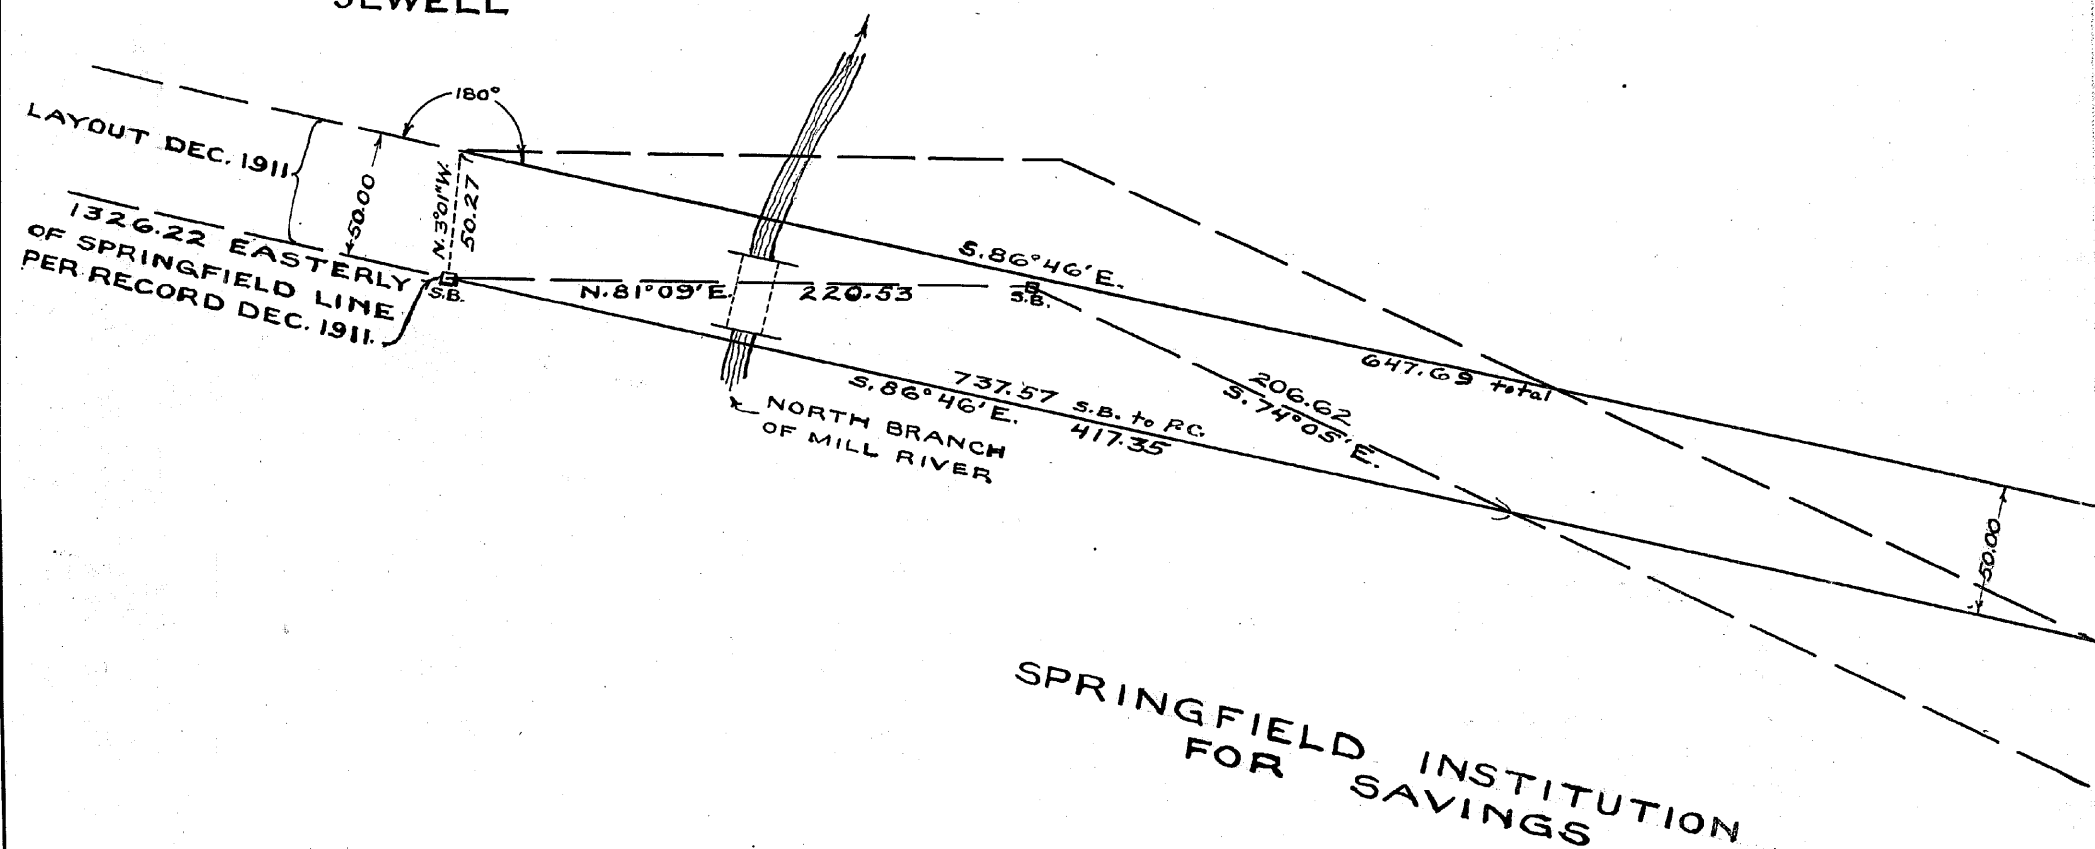 JEWELL
180°
LAYOUT DEC. 1911
50.00
N.3°01"W.
50.27
1326.22 EASTERLY
OF SPRINGFIELD LINE
PER RECORD DEC. 1911.
S.B.
N.81°09'E. 220.53
S.B.
S.86°46'E.
647.69 total
737.57 S.B. to P.C.
S.86°46'E. 417.35
206.62
S.74°05'E.
NORTH BRANCH
OF MILL RIVER
50.00
SPRINGFIELD INSTITUTION
FOR SAVINGS